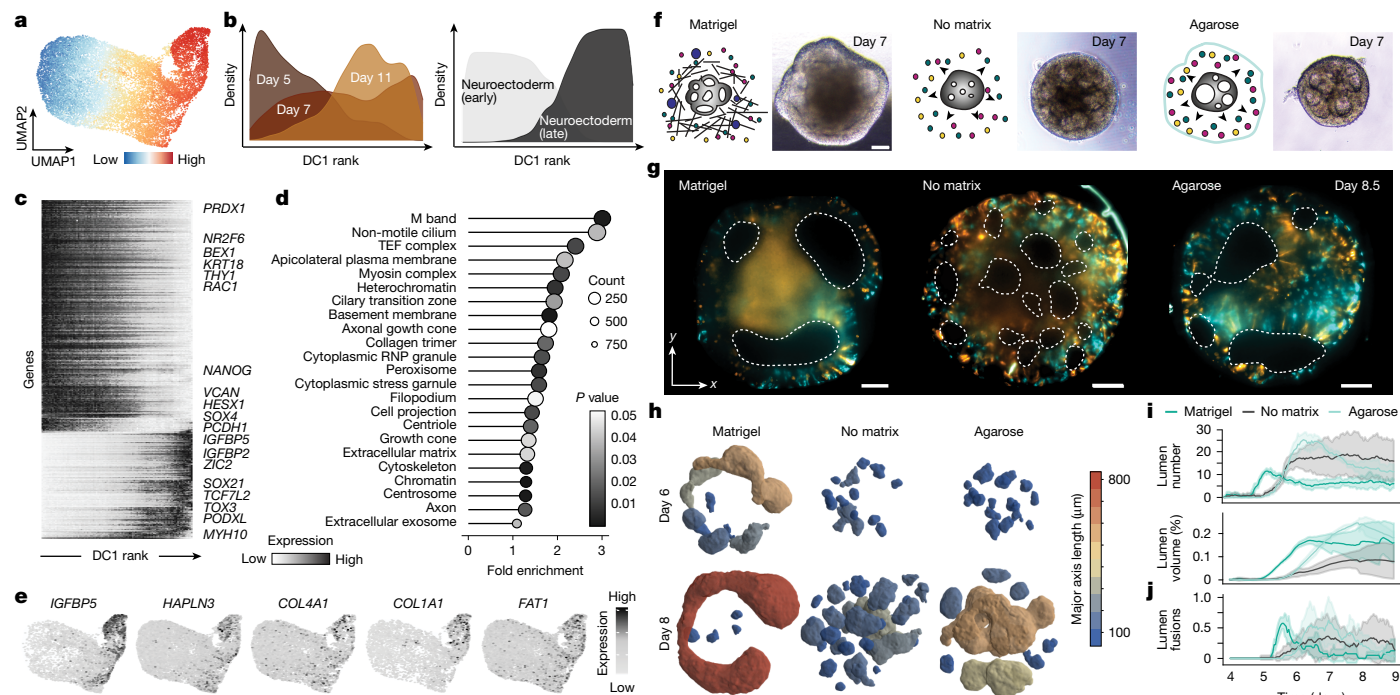 a
UMAP2
UMAP1
Low
High
b
Density
Day 5
Day 7
Day 11
DC1 rank
Density
Neuroectoderm
(early)
Neuroectoderm
(late)
DC1 rank
c
Genes
PRDX1
NR2F6
BEX1
KRT18
THY1
RAC1
NANOG
VCAN
HESX1
SOX4
PCDH1
IGFBP5
IGFBP2
ZIC2
SOX21
TCF7L2
TOX3
PODXL
MYH10
DC1 rank
Expression
Low
High
d
M band
Non-motile cilium
TEF complex
Apicolateral plasma membrane
Myosin complex
Heterochromatin
Cilary transition zone
Basement membrane
Axonal gowth cone
Collagen trimer
Cytoplasmic RNP granule
Peroxisome
Cytoplasmic stress garnule
Filopodium
Cell projection
Centriole
Growth cone
Extracellular matrix
Cytoskeleton
Chromatin
Centrosome
Axon
Extracellular exosome
0 1 2 3
Fold enrichment
Count
250
500
750
P value
0.05
0.04
0.03
0.02
0.01
e
IGFBP5
HAPLN3
COL4A1
COL1A1
FAT1
High
Expression
Low
f
Matrigel
Day 7
No matrix
Day 7
Agarose
Day 7
g
Matrigel
No matrix
Agarose
Day 8.5
y
x
h
Matrigel
No matrix
Agarose
Day 6
Day 8
800
Major axis length (µm)
100
i
Matrigel
No matrix
Agarose
Lumen
number
30
20
10
0
Lumen
volume (%)
0.2
0.1
0
j
Lumen
fusions
1.0
0.5
0
4 5 6 7 8 9